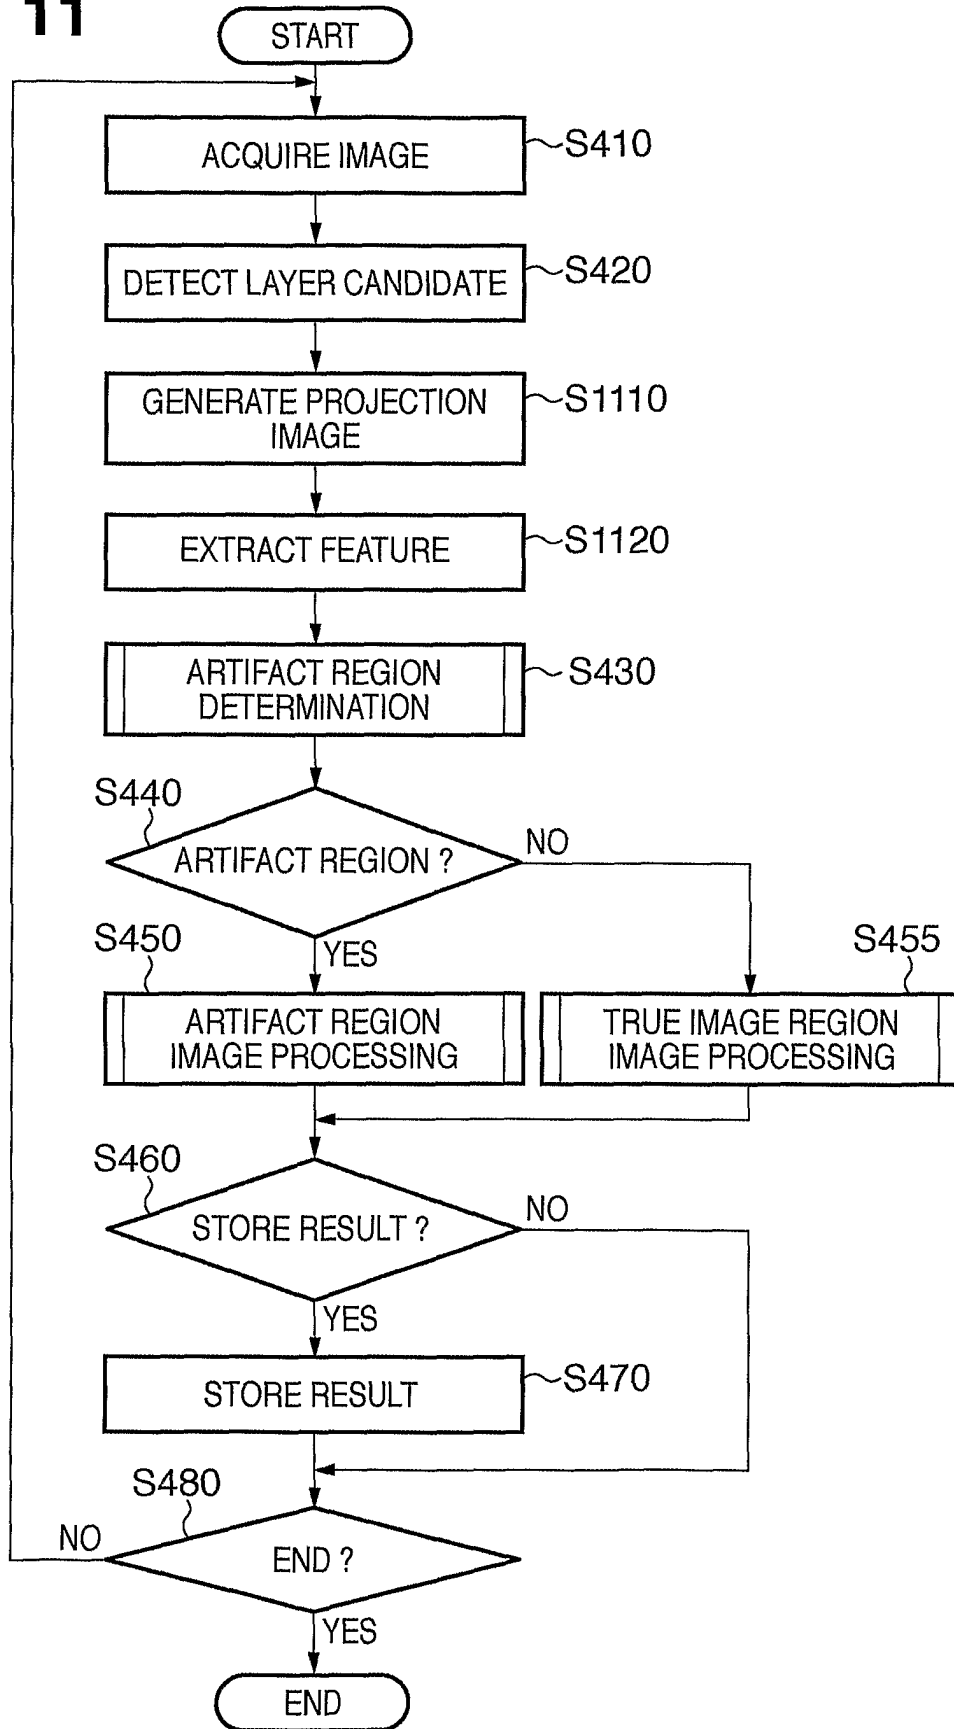 11
START
ACQUIRE IMAGE
S410
DETECT LAYER CANDIDATE
S420
GENERATE PROJECTION
IMAGE
S1110
EXTRACT FEATURE
S1120
ARTIFACT REGION
DETERMINATION
S430
S440
ARTIFACT REGION ?
NO
YES
S450
ARTIFACT REGION
IMAGE PROCESSING
S455
TRUE IMAGE REGION
IMAGE PROCESSING
S460
STORE RESULT ?
NO
YES
STORE RESULT
S470
S480
NO
END ?
YES
END